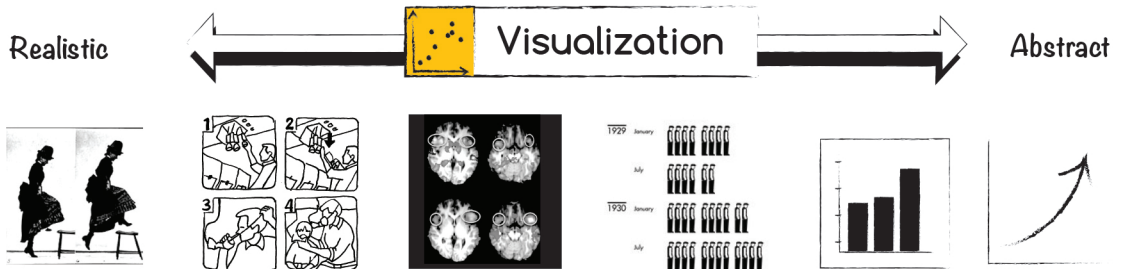 Realistic
Visualization
Abstract
1
2
3
4
1929 January
July
1930 January
July